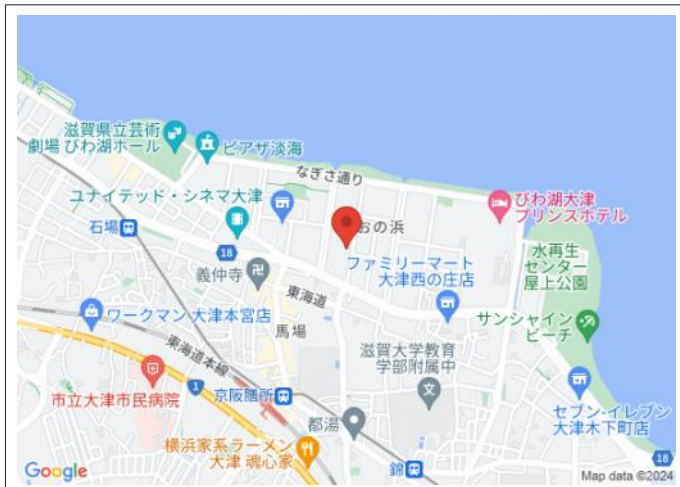 滋賀県立芸術
劇場 びわ湖ホール
ピアザ淡海
なぎさ通り
ユナイテッド・シネマ大津
びわ湖大津
プリンスホテル
石場
おの浜
18
水再生
センター
屋上公園
ファミリーマート
大津西の庄店
義仲寺
東海道
サンシャイン
ビーチ
ワークマン 大津本宮店
馬場
滋賀大学教育
学部附属中
東海道本線
市立大津市民病院
1
京阪膳所
文
セブン-イレブン
大津木下町店
都湯
横浜家系ラーメン
大津 魂心家
錦
18
Google
Map data ©2024